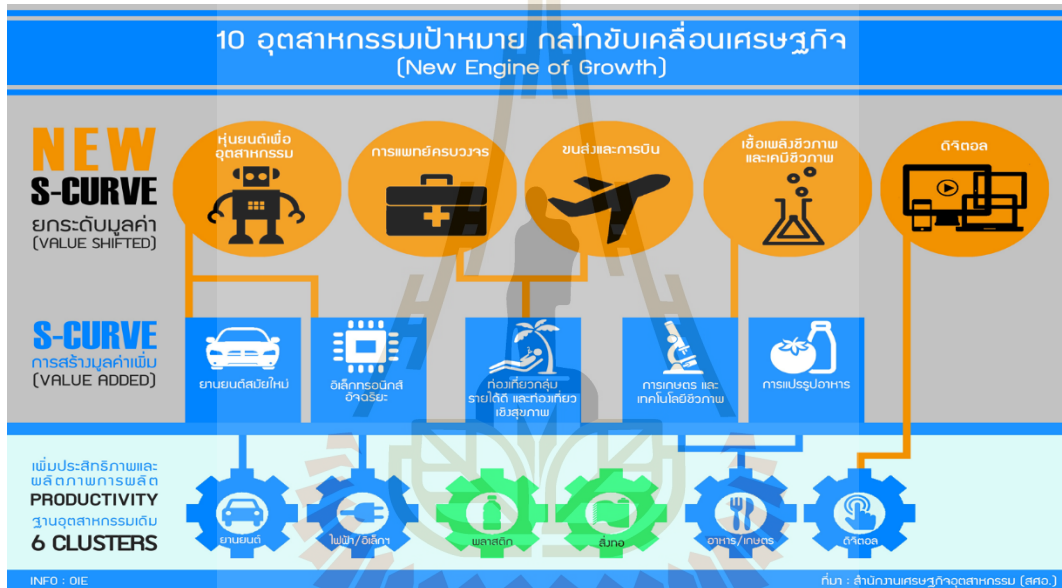 10 อุตสาหกรรมเป้าหมาย กลไกขับเคลื่อนเศรษฐกิจ
(New Engine of Growth)
NEW
S-CURVE
ยกระดับมูลค่า
(VALUE SHIFTED)
หุ่นยนต์เพื่อ
อุตสาหกรรม
การแพทย์ครบวงจร
ขนส่งและการบิน
เชื้อเพลิงชีวภาพ
และเคมีชีวภาพ
ดิจิตอล
S-CURVE
การสร้างมูลค่าเพิ่ม
(VALUE ADDED)
ยานยนต์สมัยใหม่
อิเล็กทรอนิกส์
อัจฉริยะ
ท่องเที่ยวกลุ่ม
รายได้ดี และท่องเที่ยว
เชิงสุขภาพ
การเกษตร และ
เทคโนโลยีชีวภาพ
การแปรรูปอาหาร
เพิ่มประสิทธิภาพและ
ผลิตภาพการผลิต
PRODUCTIVITY
ฐานอุตสาหกรรมเดิม
6 CLUSTERS
ยานยนต์
ไฟฟ้า/อิเล็กฯ
พลาสติก
สิ่งทอ
อาหาร/เกษตร
ดิจิตอล
INFO : OIE
ที่มา : สำนักงานเศรษฐกิจอุตสาหกรรม (สศอ.)